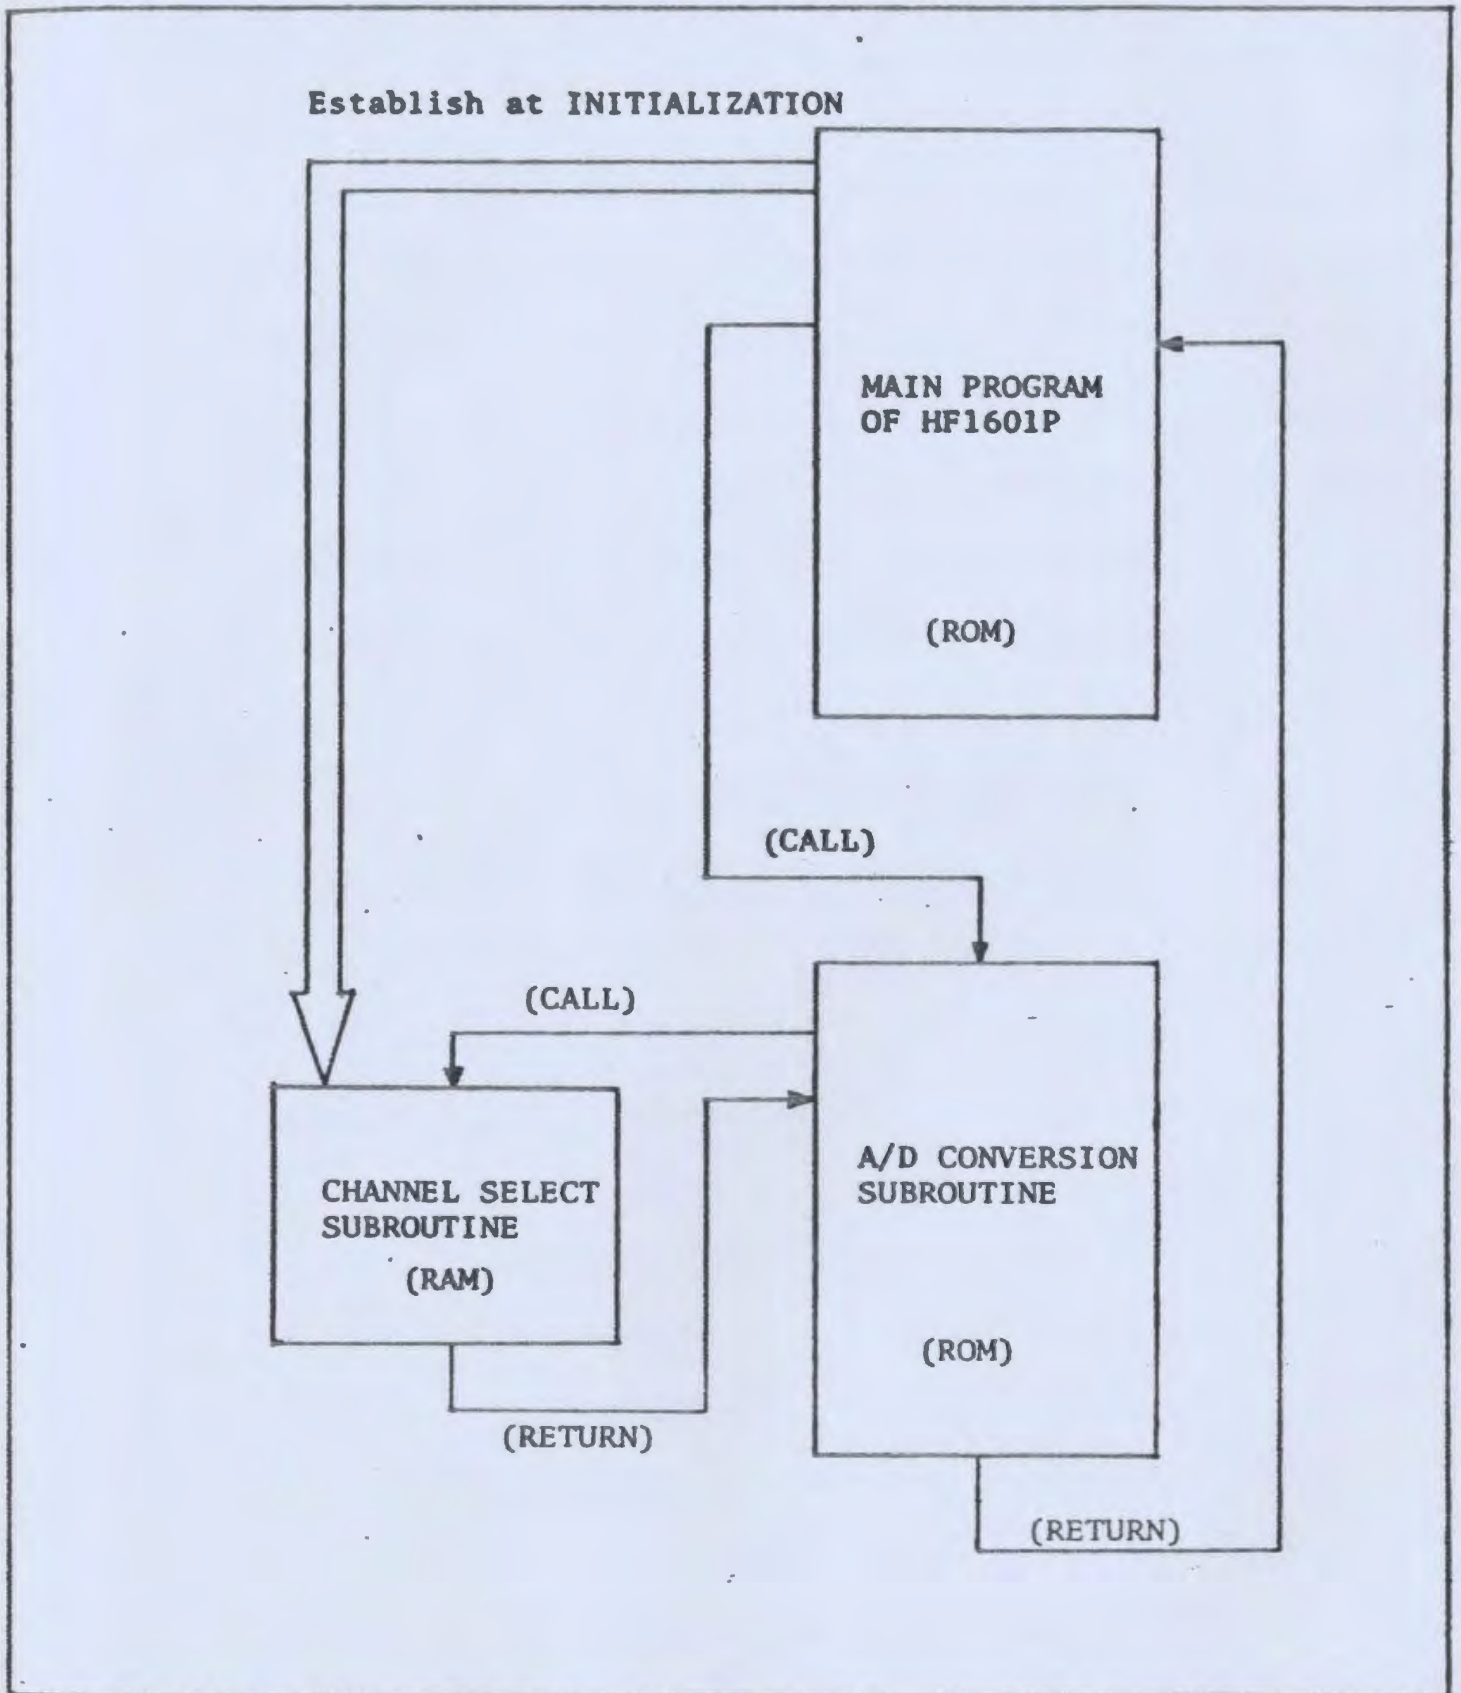 Establish at INITIALIZATION
MAIN PROGRAM
OF HF1601P
(ROM)
(CALL)
(CALL)
A/D CONVERSION
SUBROUTINE
CHANNEL SELECT
SUBROUTINE
(RAM)
(ROM)
(RETURN)
(RETURN)